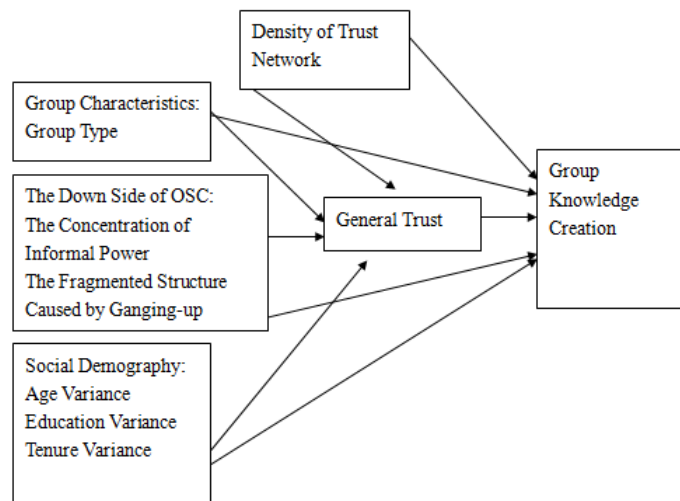 Density of Trust
Network
Group Characteristics:
Group Type
The Down Side of OSC:
The Concentration of
Informal Power
The Fragmented Structure
Caused by Ganging-up
General Trust
Group
Knowledge
Creation
Social Demography:
Age Variance
Education Variance
Tenure Variance